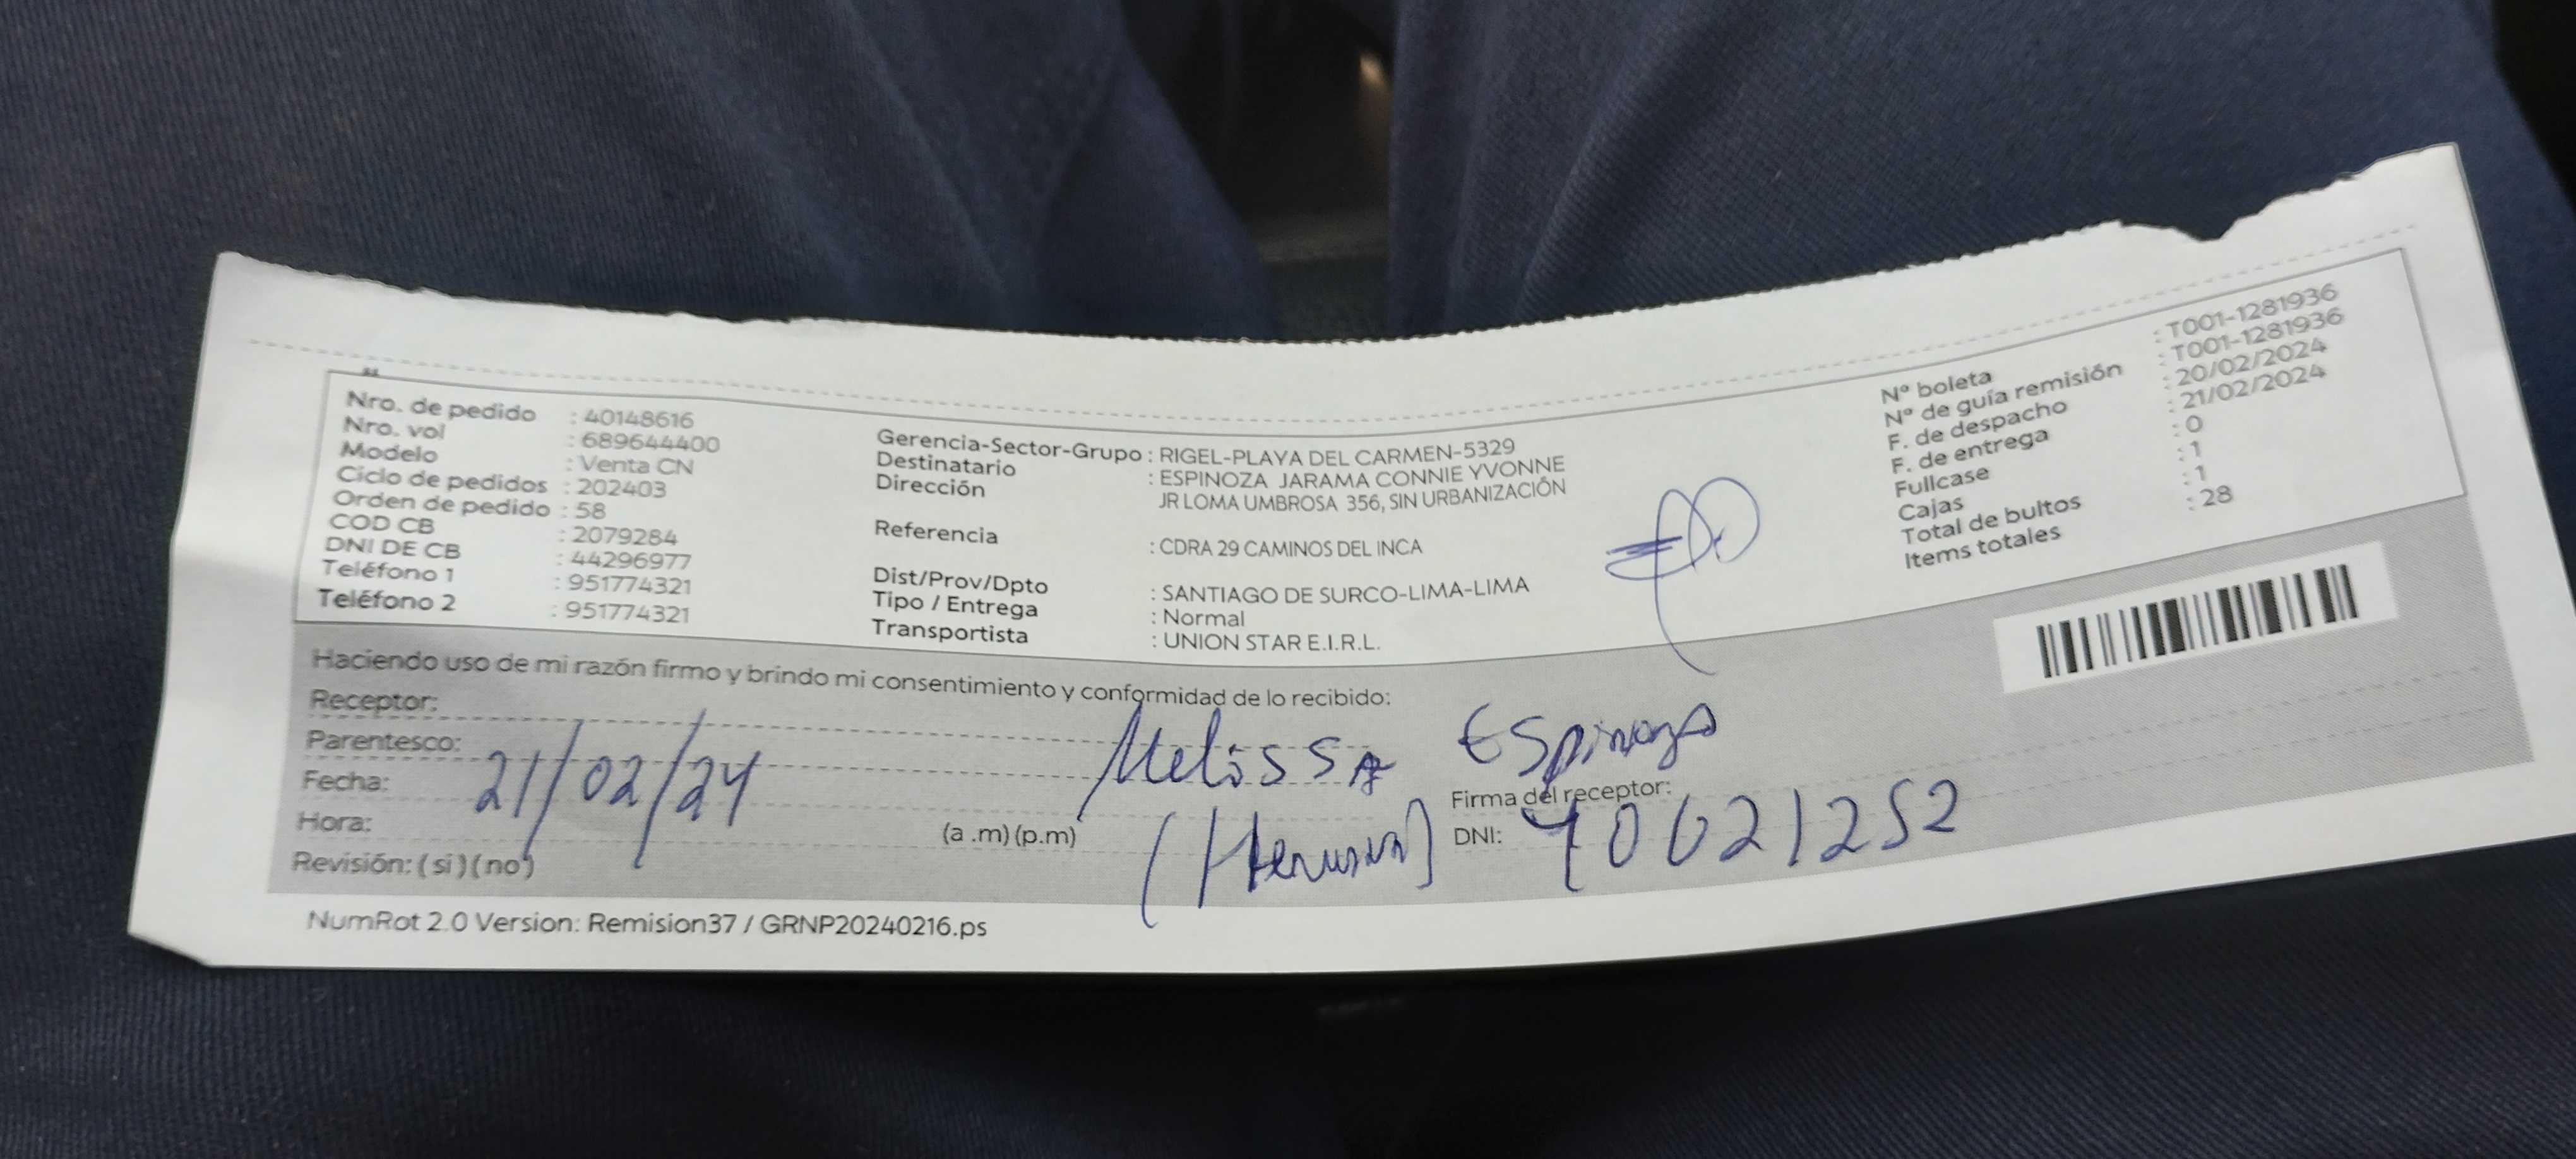 Nro. de pedido : 40148616
Nro. vol : 689644400
Modelo : Venta CN
Ciclo de pedidos : 202403
Orden de pedido : 58
COD CB : 2079284
DNI DE CB : 44296977
Teléfono 1 : 951774321
Teléfono 2 : 951774321
Gerencia-Sector-Grupo : RIGEL-PLAYA DEL CARMEN-5329
Destinatario : ESPINOZA JARAMA CONNIE YVONNE
Dirección JR LOMA UMBROSA 356, SIN URBANIZACIÓN
Referencia : CDRA 29 CAMINOS DEL INCA
Dist/Prov/Dpto : SANTIAGO DE SURCO-LIMA-LIMA
Tipo / Entrega : Normal
Transportista : UNION STAR E.I.R.L.
N° boleta : T001-1281936
N° de guía remisión : T001-1281936
F. de despacho : 20/02/2024
F. de entrega : 21/02/2024
Fullcase : 0
Cajas : 1
Total de bultos : 1
Items totales : 28
Haciendo uso de mi razón firmo y brindo mi consentimiento y conformidad de lo recibido:
Receptor:
Parentesco:
Fecha: 21/02/24
Hora: (a .m) (p.m)
Revisión: (si) (no)
Melissa Espinoza
(Hermana)
Firma del receptor:
DNI: 40621252
NumRot 2.0 Version: Remision37 / GRNP20240216.ps